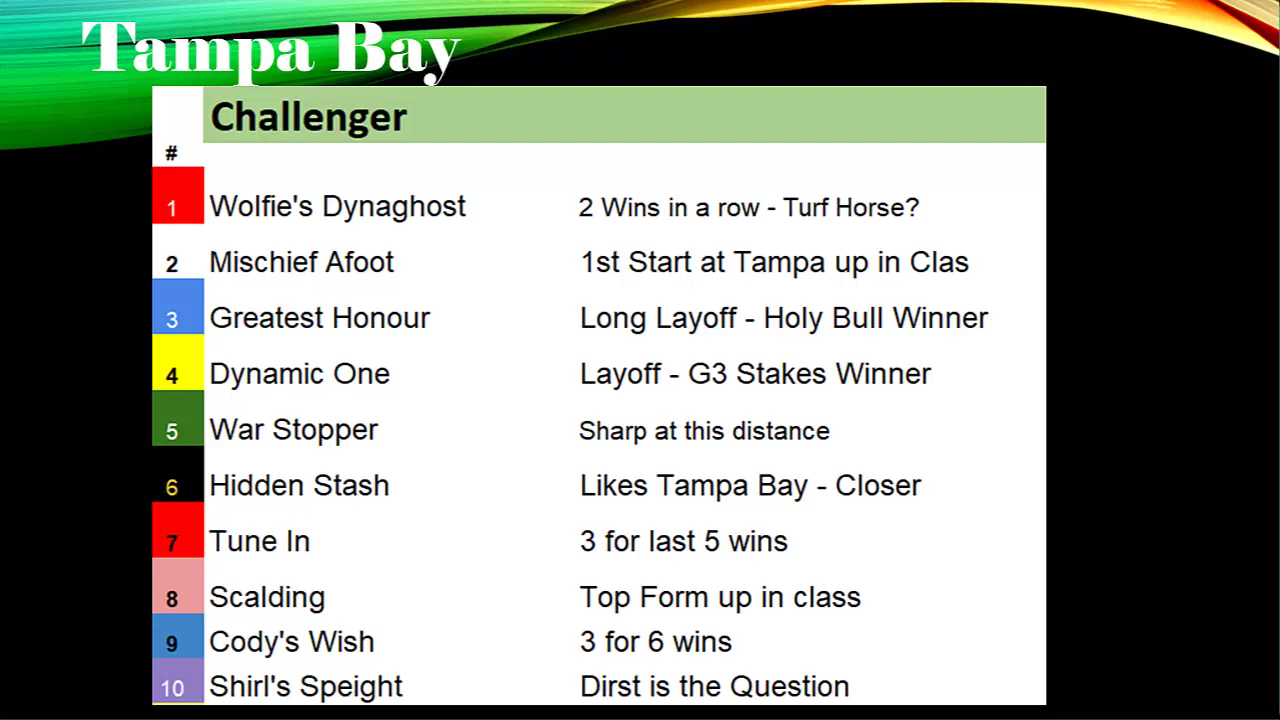 Tampa Bay
Challenger
#
1 Wolfie's Dynaghost 2 Wins in a row - Turf Horse?
2 Mischief Afoot 1st Start at Tampa up in Clas
3 Greatest Honour Long Layoff - Holy Bull Winner
4 Dynamic One Layoff - G3 Stakes Winner
5 War Stopper Sharp at this distance
6 Hidden Stash Likes Tampa Bay - Closer
7 Tune In 3 for last 5 wins
8 Scalding Top Form up in class
9 Cody's Wish 3 for 6 wins
10 Shirl's Speight Dirst is the Question